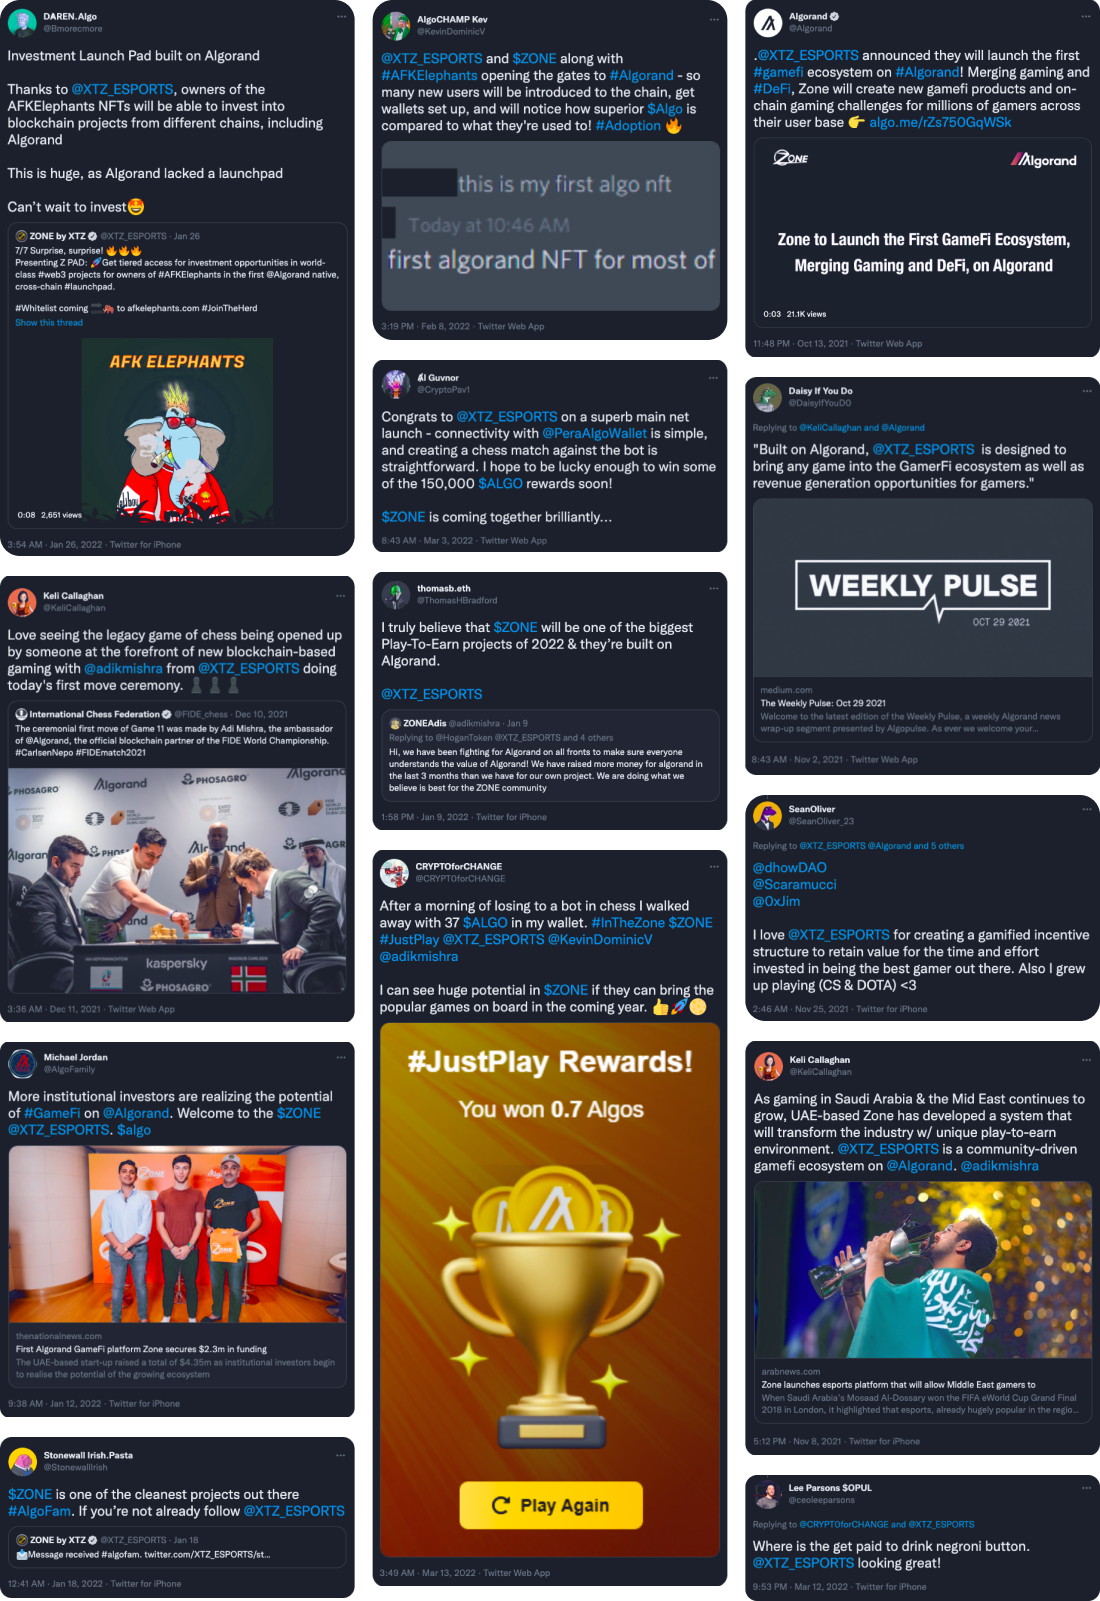 DAREN.Algo
@Bmorecmore
Investment Launch Pad built on Algorand
Thanks to @XTZ_ESPORTS, owners of the
AFKElephants NFTs will be able to invest into
blockchain projects from different chains, including
Algorand
This is huge, as Algorand lacked a launchpad
Can't wait to invest🤩
ZONE by XTZ @XTZ_ESPORTS · Jan 26
7/7 Surprise, surprise! 🔥🔥🔥
Presenting Z PAD: 🚀Get tiered access for investment opportunities in world-
class #web3 projects for owners of #AFKElephants in the first @Algorand native,
cross-chain #launchpad.
#Whitelist coming 🔜🦣 to afkelephants.com #JoinTheHerd
Show this thread
AFK ELEPHANTS
0:08 2,651 views
3:54 AM · Jan 26, 2022 · Twitter for iPhone
Keli Callaghan
@KeliCallaghan
Love seeing the legacy game of chess being opened up
by someone at the forefront of new blockchain-based
gaming with @adikmishra from @XTZ_ESPORTS doing
today's first move ceremony. ♟️♟️♟️
International Chess Federation @FIDE_chess · Dec 10, 2021
The ceremonial first move of Game 11 was made by Adi Mishra, the ambassador
of @Algorand, the official blockchain partner of the FIDE World Championship.
#CarlsenNepo #FIDEmatch2021
Algorand
PHOSAGRO
Algorand
PHOSAGRO
kaspersky
MAGNUS CARLSEN
3:36 AM · Dec 11, 2021 · Twitter Web App
Michael Jordan
@AlgoFamily
More institutional investors are realizing the potential
of #GameFi on @Algorand. Welcome to the $ZONE
@XTZ_ESPORTS. $algo
ZONE
thenationalnews.com
First Algorand GameFi platform Zone secures $2.3m in funding
The UAE-based start-up raised a total of $4.35m as institutional investors begin
to realise the potential of the growing ecosystem
9:38 AM · Jan 12, 2022 · Twitter for iPhone
Stonewall Irish.Pasta
@StonewallIrish
$ZONE is one of the cleanest projects out there
#AlgoFam. If you're not already follow @XTZ_ESPORTS
ZONE by XTZ @XTZ_ESPORTS · Jan 18
📩Message received #algofam. twitter.com/XTZ_ESPORTS/st...
12:41 AM · Jan 18, 2022 · Twitter for iPhone
AlgoCHAMP Kev
@KevinDominicV
@XTZ_ESPORTS and $ZONE along with
#AFKElephants opening the gates to #Algorand - so
many new users will be introduced to the chain, get
wallets set up, and will notice how superior $Algo is
compared to what they're used to! #Adoption 🔥
this is my first algo nft
Today at 10:46 AM
first algorand NFT for most of
3:19 PM · Feb 8, 2022 · Twitter Web App
Al Guvnor
@CryptoPav1
Congrats to @XTZ_ESPORTS on a superb main net
launch - connectivity with @PeraAlgoWallet is simple,
and creating a chess match against the bot is
straightforward. I hope to be lucky enough to win some
of the 150,000 $ALGO rewards soon!
$ZONE is coming together brilliantly...
8:43 AM · Mar 3, 2022 · Twitter Web App
thomasb.eth
@ThomasHBradford
I truly believe that $ZONE will be one of the biggest
Play-To-Earn projects of 2022 & they're built on
Algorand.
@XTZ_ESPORTS
ZONEAdis @adikmishra · Jan 9
Replying to @HoganToken @XTZ_ESPORTS and 4 others
Hi, we have been fighting for Algorand on all fronts to make sure everyone
understands the value of Algorand! We have raised more money for algorand in
the last 3 months than we have for our own project. We are doing what we
believe is best for the ZONE community
1:58 PM · Jan 9, 2022 · Twitter for iPhone
CRYPTOforCHANGE
@CRYPT0forCHANGE
After a morning of losing to a bot in chess I walked
away with 37 $ALGO in my wallet. #InTheZone $ZONE
#JustPlay @XTZ_ESPORTS @KevinDominicV
@adikmishra
I can see huge potential in $ZONE if they can bring the
popular games on board in the coming year. 👍🚀🌕
#JustPlay Rewards!
You won 0.7 Algos
Play Again
3:49 AM · Mar 13, 2022 · Twitter Web App
Algorand
@Algorand
.@XTZ_ESPORTS announced they will launch the first
#gamefi ecosystem on #Algorand! Merging gaming and
#DeFi, Zone will create new gamefi products and on-
chain gaming challenges for millions of gamers across
their user base 👉 algo.me/rZs750GqWSk
ZONE
Algorand
Zone to Launch the First GameFi Ecosystem,
Merging Gaming and DeFi, on Algorand
0:03 21.1K views
11:48 PM · Oct 13, 2021 · Twitter Web App
Daisy If You Do
@DaisyIfYouD0
Replying to @KeliCallaghan and @Algorand
"Built on Algorand, @XTZ_ESPORTS is designed to
bring any game into the GamerFi ecosystem as well as
revenue generation opportunities for gamers."
WEEKLY PULSE
OCT 29 2021
medium.com
The Weekly Pulse: Oct 29 2021
Welcome to the latest edition of the Weekly Pulse, a weekly Algorand news
wrap-up segment presented by Algopulse. As ever we welcome your...
8:43 AM · Nov 2, 2021 · Twitter Web App
SeanOliver
@SeanOliver_23
Replying to @XTZ_ESPORTS @Algorand and 5 others
@dhowDAO
@Scaramucci
@0xJim
I love @XTZ_ESPORTS for creating a gamified incentive
structure to retain value for the time and effort
invested in being the best gamer out there. Also I grew
up playing (CS & DOTA) <3
2:46 AM · Nov 25, 2021 · Twitter for iPhone
Keli Callaghan
@KeliCallaghan
As gaming in Saudi Arabia & the Mid East continues to
grow, UAE-based Zone has developed a system that
will transform the industry w/ unique play-to-earn
environment. @XTZ_ESPORTS is a community-driven
gamefi ecosystem on @Algorand. @adikmishra
arabnews.com
Zone launches esports platform that will allow Middle East gamers to
When Saudi Arabia's Mosaad Al-Dossary won the FIFA eWorld Cup Grand Final
2018 in London, it highlighted that esports, already hugely popular in the regio...
5:12 PM · Nov 8, 2021 · Twitter for iPhone
Lee Parsons $OPUL
@ceoleeparsons
Replying to @CRYPT0forCHANGE and @XTZ_ESPORTS
Where is the get paid to drink negroni button.
@XTZ_ESPORTS looking great!
9:53 PM · Mar 12, 2022 · Twitter for iPhone